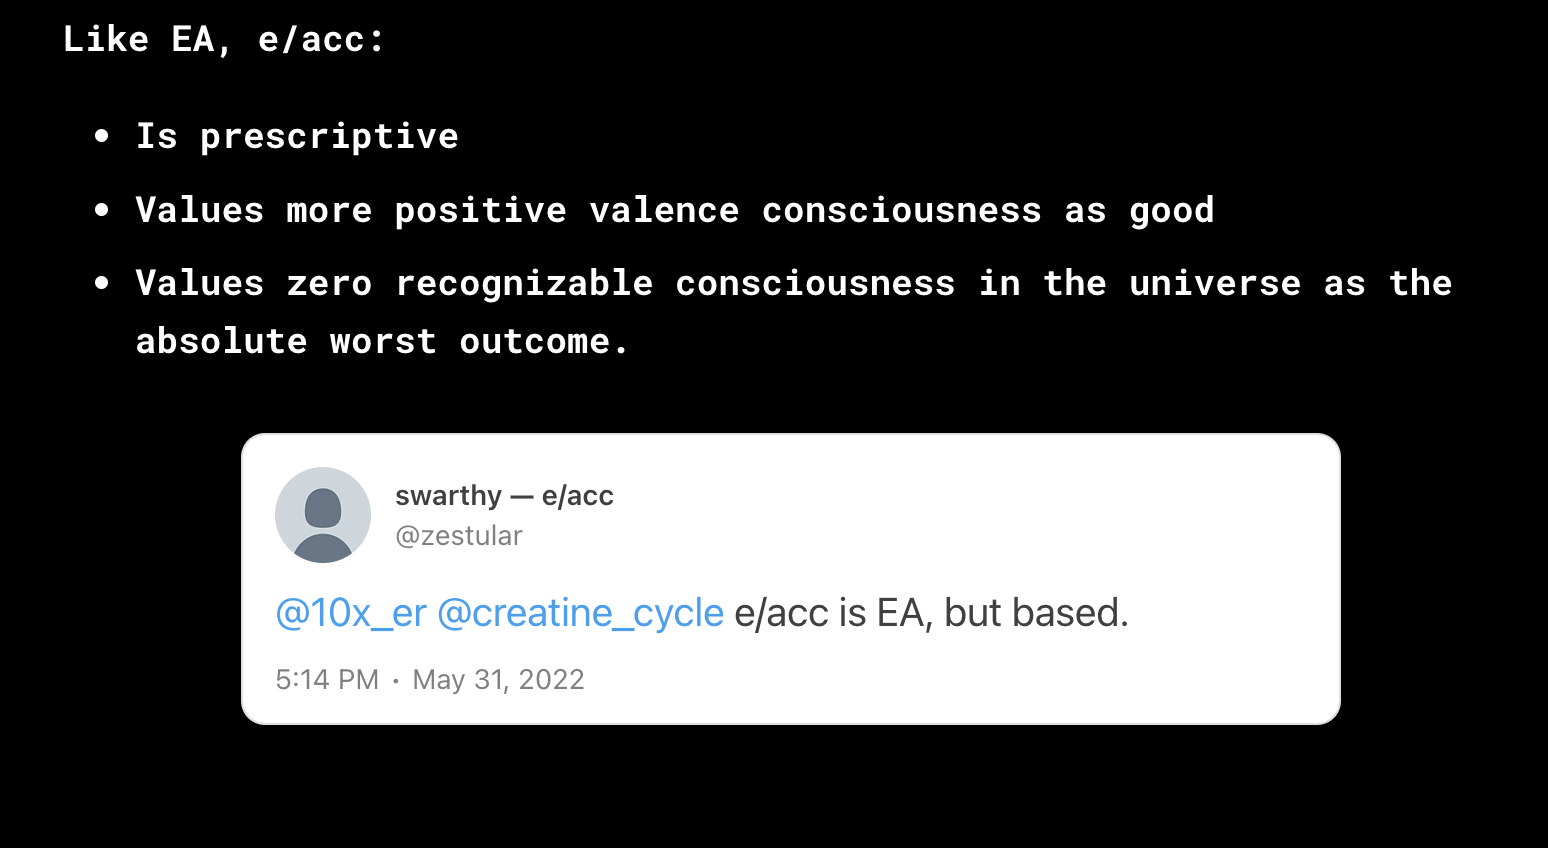 Like EA, e/acc:
• Is prescriptive
• Values more positive valence consciousness as good
• Values zero recognizable consciousness in the universe as the
absolute worst outcome.
swarthy — e/acc
@zestular
@10x_er @creatine_cycle e/acc is EA, but based.
5:14 PM · May 31, 2022